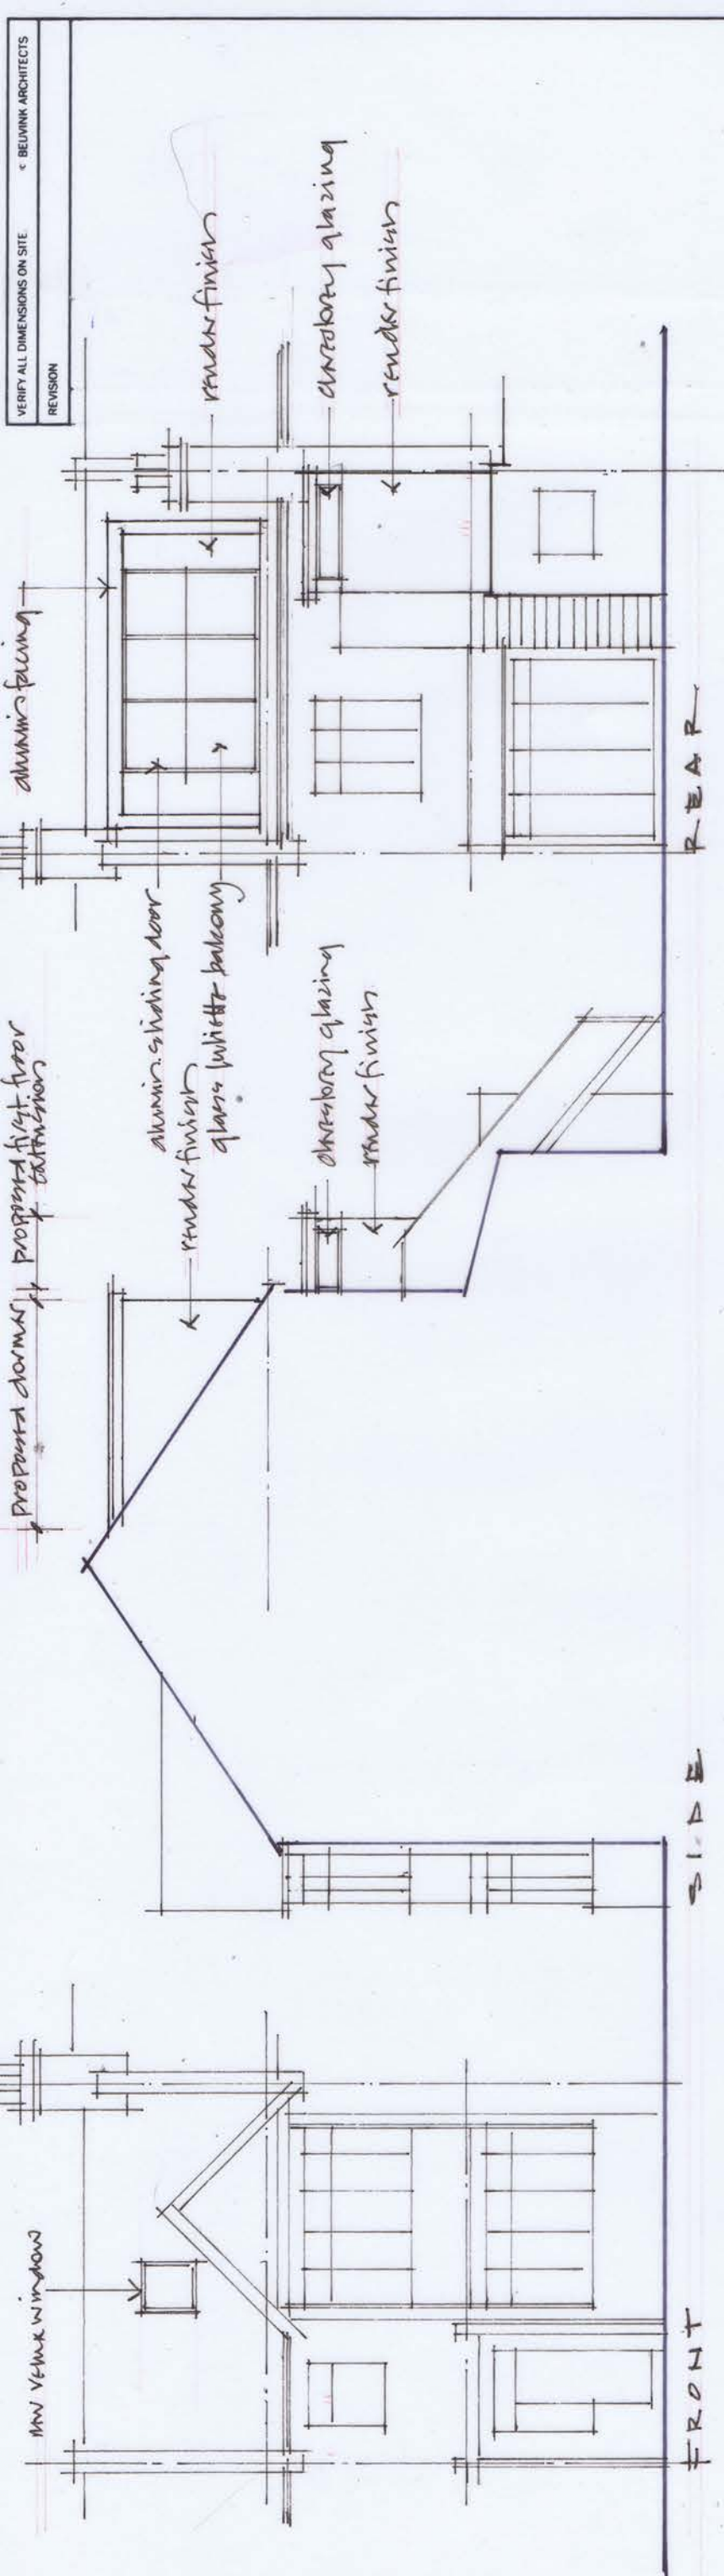 VERIFY ALL DIMENSIONS ON SITE. < BEUVINK ARCHITECTS
REVISION
new velux window
FRONT
SIDE
proposed dormer
proposed first floor
extension
render finish
clerestory glazing
render finish
alumin. sliding door
glass juliette balcony
alumin facing
render finish
clerestory glazing
render finish
REAR